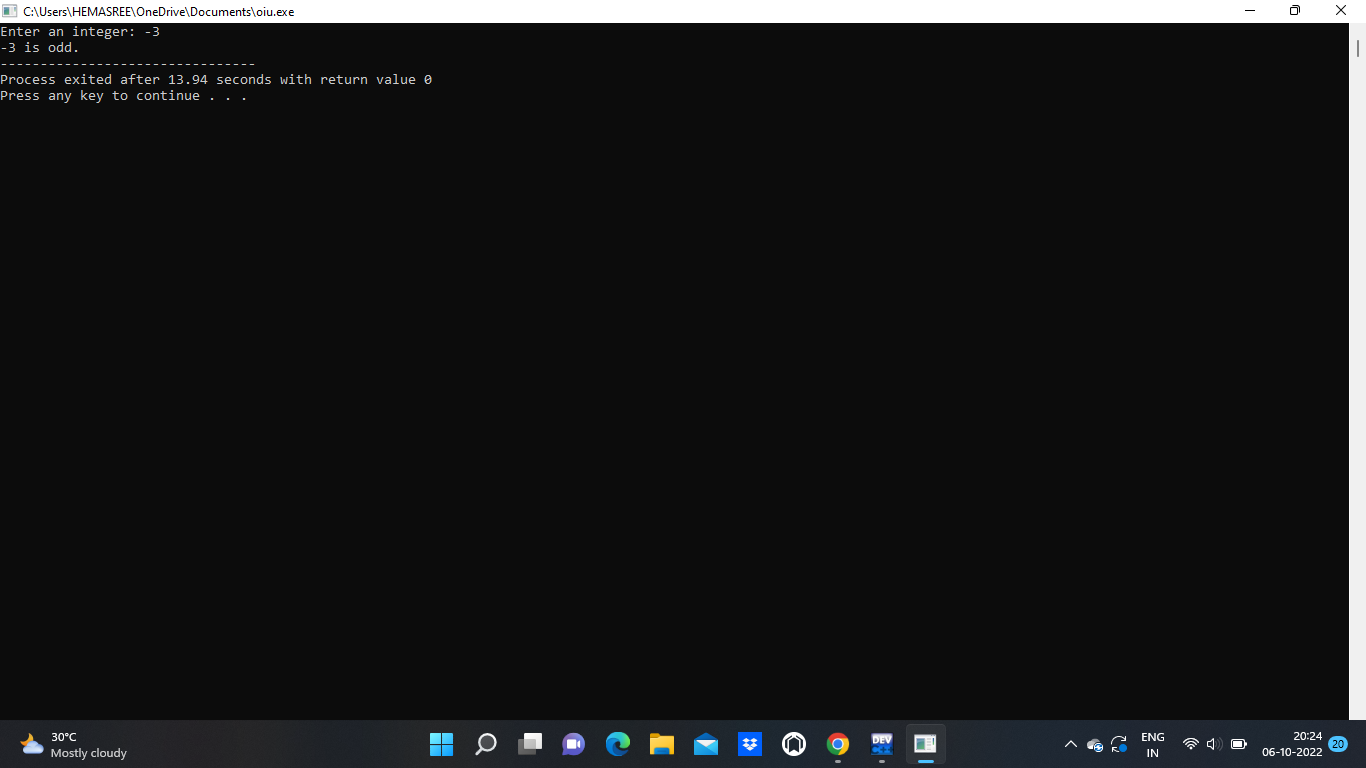 C:\Users\HEMASREE\OneDrive\Documents\oiu.exe
Enter an integer: -3
-3 is odd.
--------------------------------
Process exited after 13.94 seconds with return value 0
Press any key to continue . . .
30°C
Mostly cloudy
DEV
C++
ENG
IN
20:24
06-10-2022
20